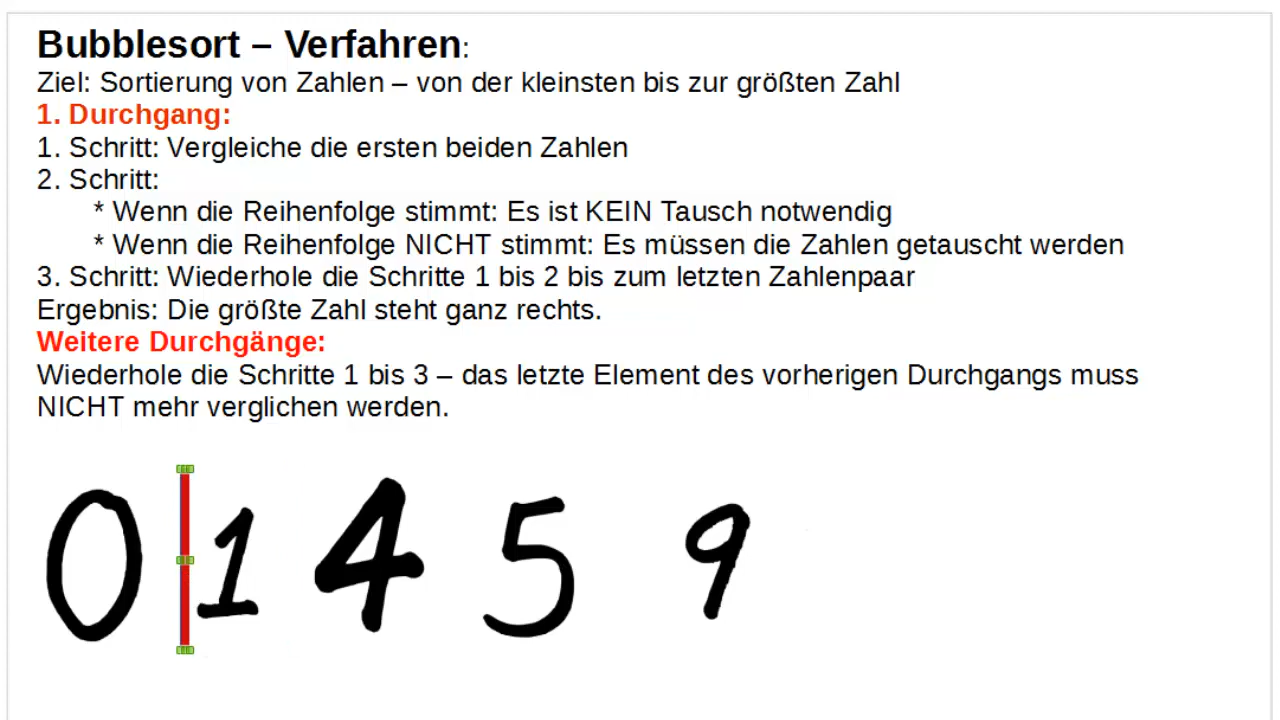 Bubblesort – Verfahren:
Ziel: Sortierung von Zahlen – von der kleinsten bis zur größten Zahl
1. Durchgang:
1. Schritt: Vergleiche die ersten beiden Zahlen
2. Schritt:
* Wenn die Reihenfolge stimmt: Es ist KEIN Tausch notwendig
* Wenn die Reihenfolge NICHT stimmt: Es müssen die Zahlen getauscht werden
3. Schritt: Wiederhole die Schritte 1 bis 2 bis zum letzten Zahlenpaar
Ergebnis: Die größte Zahl steht ganz rechts.
Weitere Durchgänge:
Wiederhole die Schritte 1 bis 3 – das letzte Element des vorherigen Durchgangs muss
NICHT mehr verglichen werden.
0 1 4 5 9